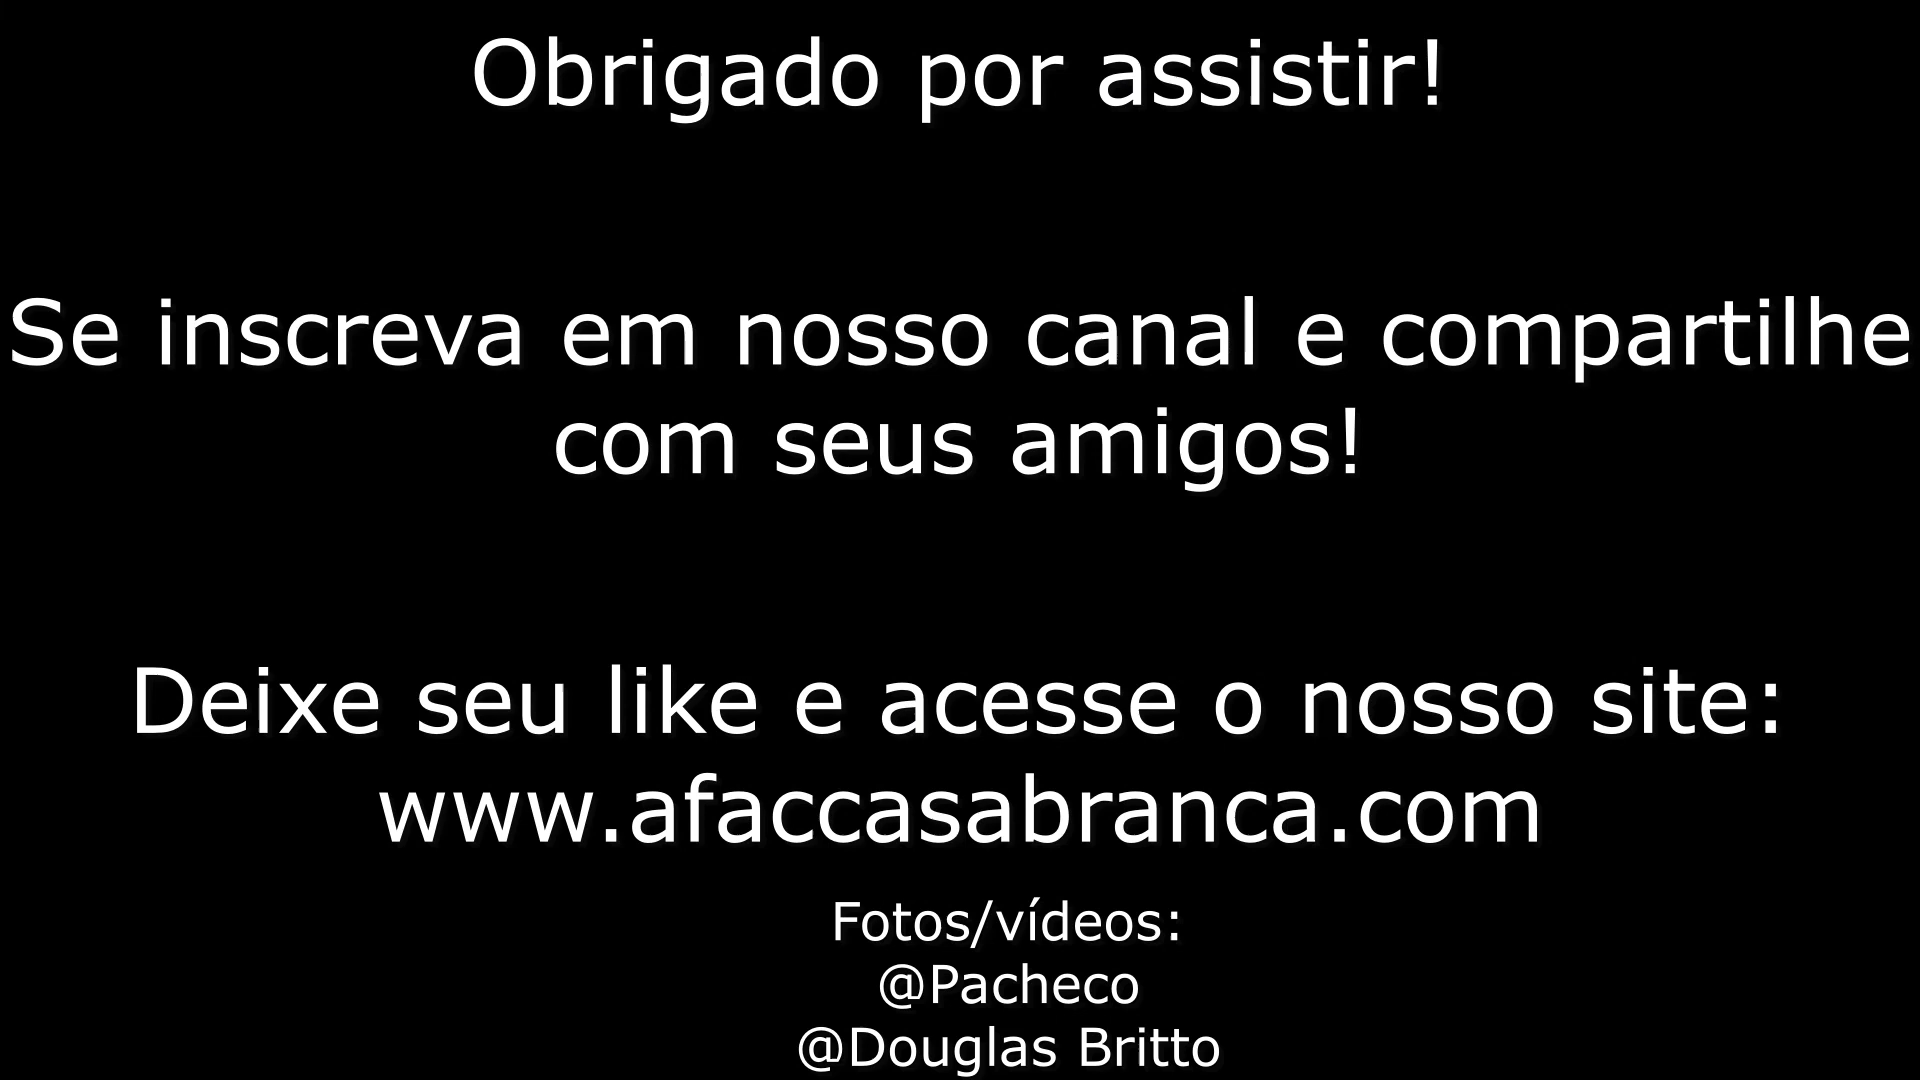 Obrigado por assistir!
Se inscreva em nosso canal e compartilhe
com seus amigos!
Deixe seu like e acesse o nosso site:
www.afaccasabranca.com
Fotos/vídeos:
@Pacheco
@Douglas Britto